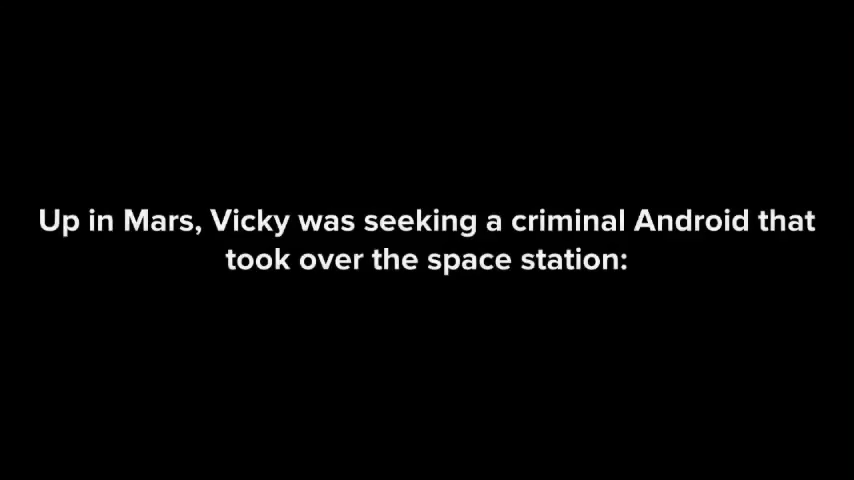 Up in Mars, Vicky was seeking a criminal Android that
took over the space station: